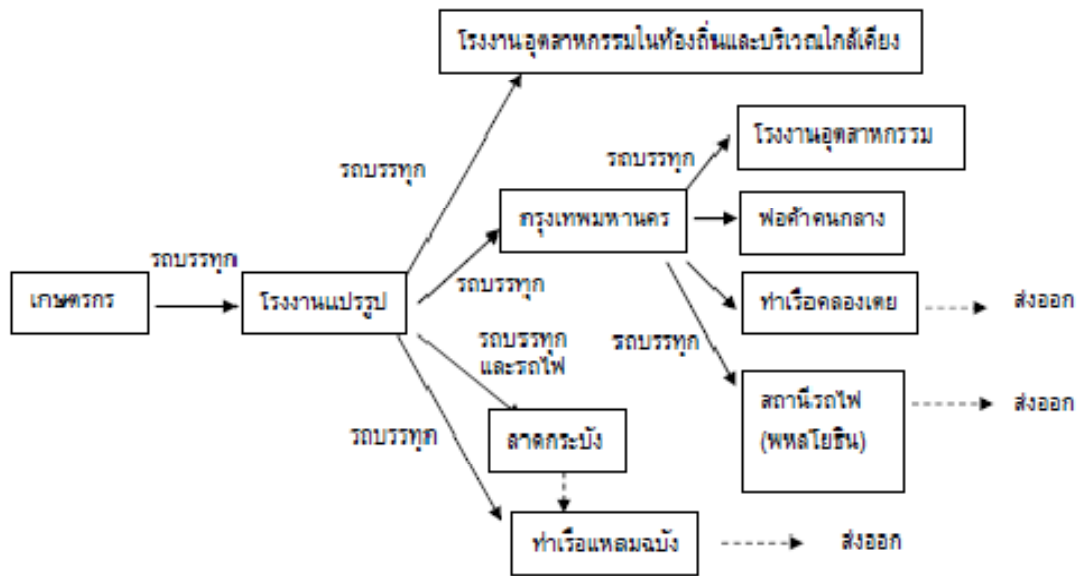 โรงงานอุตสาหกรรมในท้องถิ่นและบริเวณใกล้เคียง
โรงงานอุตสาหกรรม
รถบรรทุก
รถบรรทุก
กรุงเทพมหานคร
พ่อค้าคนกลาง
รถบรรทุก
รถบรรทุก
เกษตรกร
โรงงานแปรรูป
ท่าเรือคลองเตย
ส่งออก
รถบรรทุก
และรถไฟ
รถบรรทุก
สถานีรถไฟ
(พหลโยธิน)
ส่งออก
รถบรรทุก
ลาดกระบัง
ท่าเรือแหลมฉบัง
ส่งออก